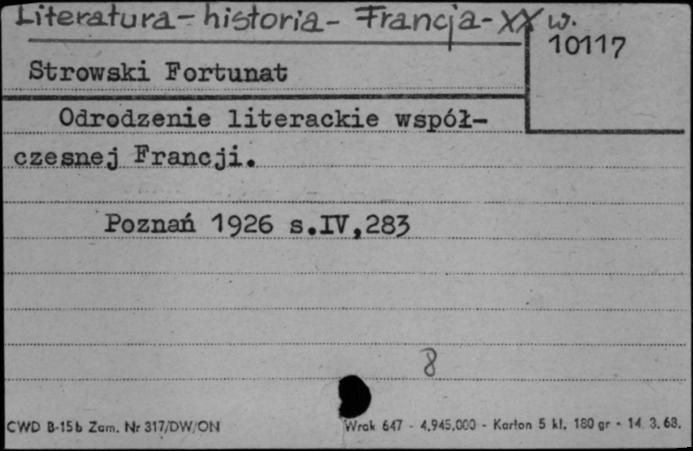 Literatura - historia - Francja - XX w.
10117
Strowski Fortunat
Odrodzenie literackie współ-
czesnej Francji.
Poznań 1926 s.IV,283
8
CWD B-15b Zam. Nr 317/DW/ON Wrak 647 - 4.945.000 - Karton 5 kl. 180 gr - 14. 3. 68.